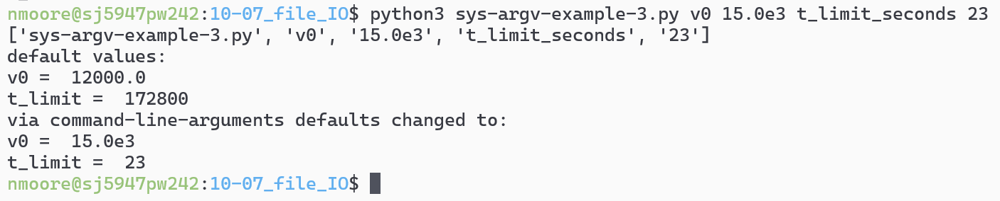 nmoore@sj5947pw242:10-07_file_IO$ python3 sys-argv-example-3.py v0 15.0e3 t_limit_seconds 23
['sys-argv-example-3.py', 'v0', '15.0e3', 't_limit_seconds', '23']
default values:
v0 =  12000.0
t_limit =  172800
via command-line-arguments defaults changed to:
v0 =  15.0e3
t_limit =  23
nmoore@sj5947pw242:10-07_file_IO$